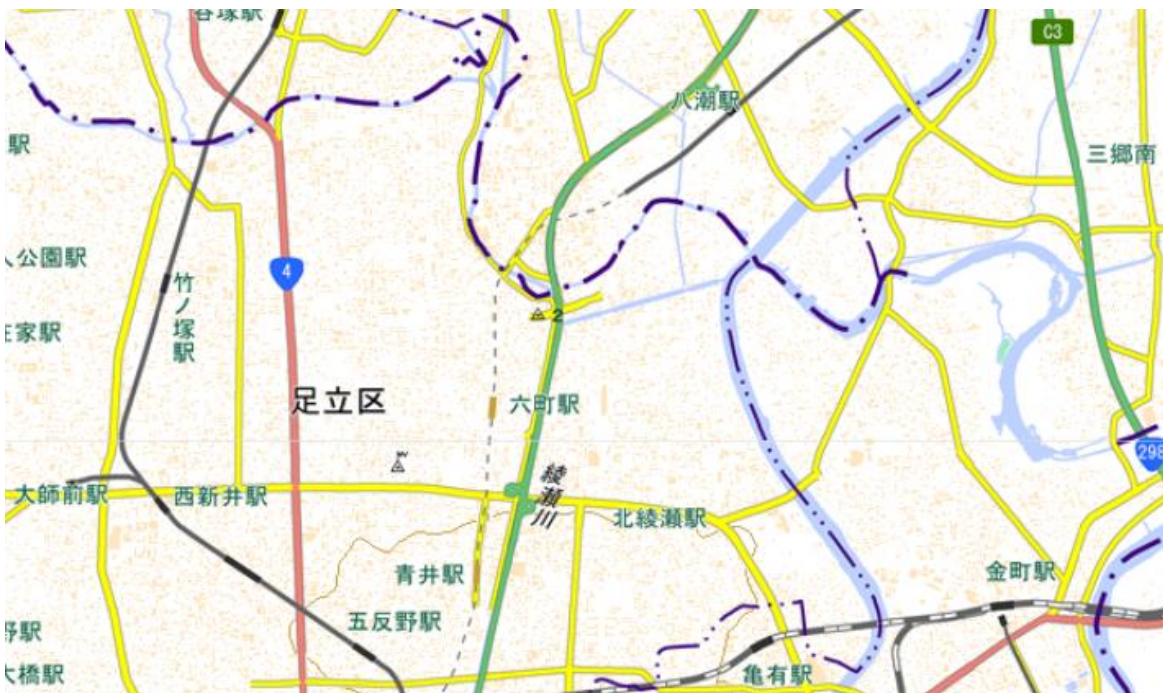 谷塚駅
C3
八潮駅
駅
三郷南
公園駅
4
竹ノ塚駅
2
在家駅
足立区
六町駅
298
綾瀬川
大師前駅
西新井駅
北綾瀬駅
青井駅
金町駅
五反野駅
野駅
大橋駅
亀有駅